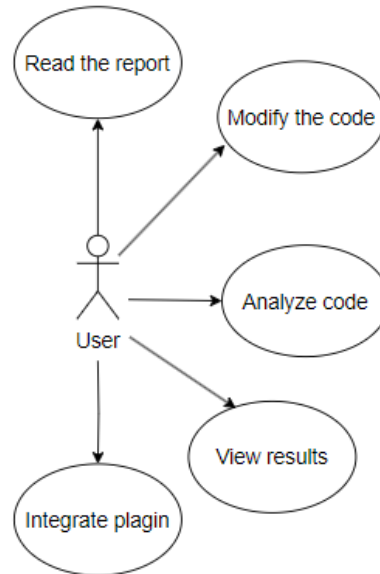 Read the report
Modify the code
Analyze code
User
View results
Integrate plagin